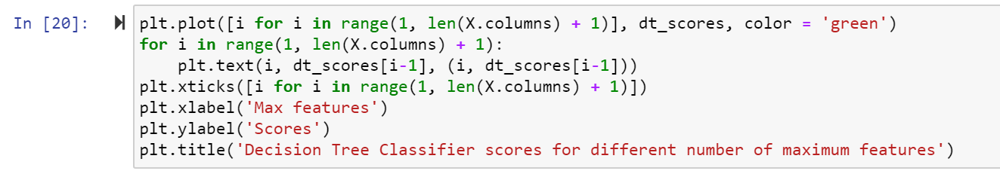 In [20]: plt.plot([i for i in range(1, len(X.columns) + 1)], dt_scores, color = 'green')
for i in range(1, len(X.columns) + 1):
    plt.text(i, dt_scores[i-1], (i, dt_scores[i-1]))
plt.xticks([i for i in range(1, len(X.columns) + 1)])
plt.xlabel('Max features')
plt.ylabel('Scores')
plt.title('Decision Tree Classifier scores for different number of maximum features')